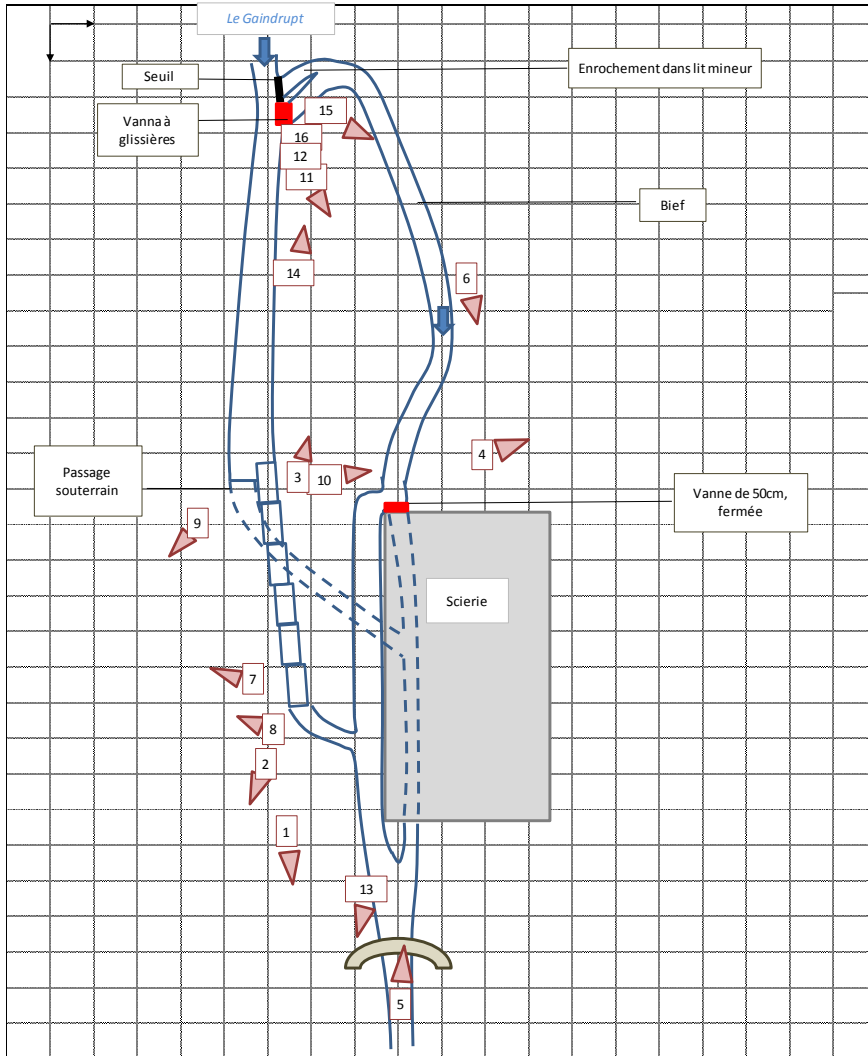 Le Gaindrupt
Seuil
Enrochement dans lit mineur
Vanna à
glissières
15
16
12
11
Bief
14
6
4
Passage
souterrain
3
10
Vanne de 50cm,
fermée
9
Scierie
7
8
2
1
13
5